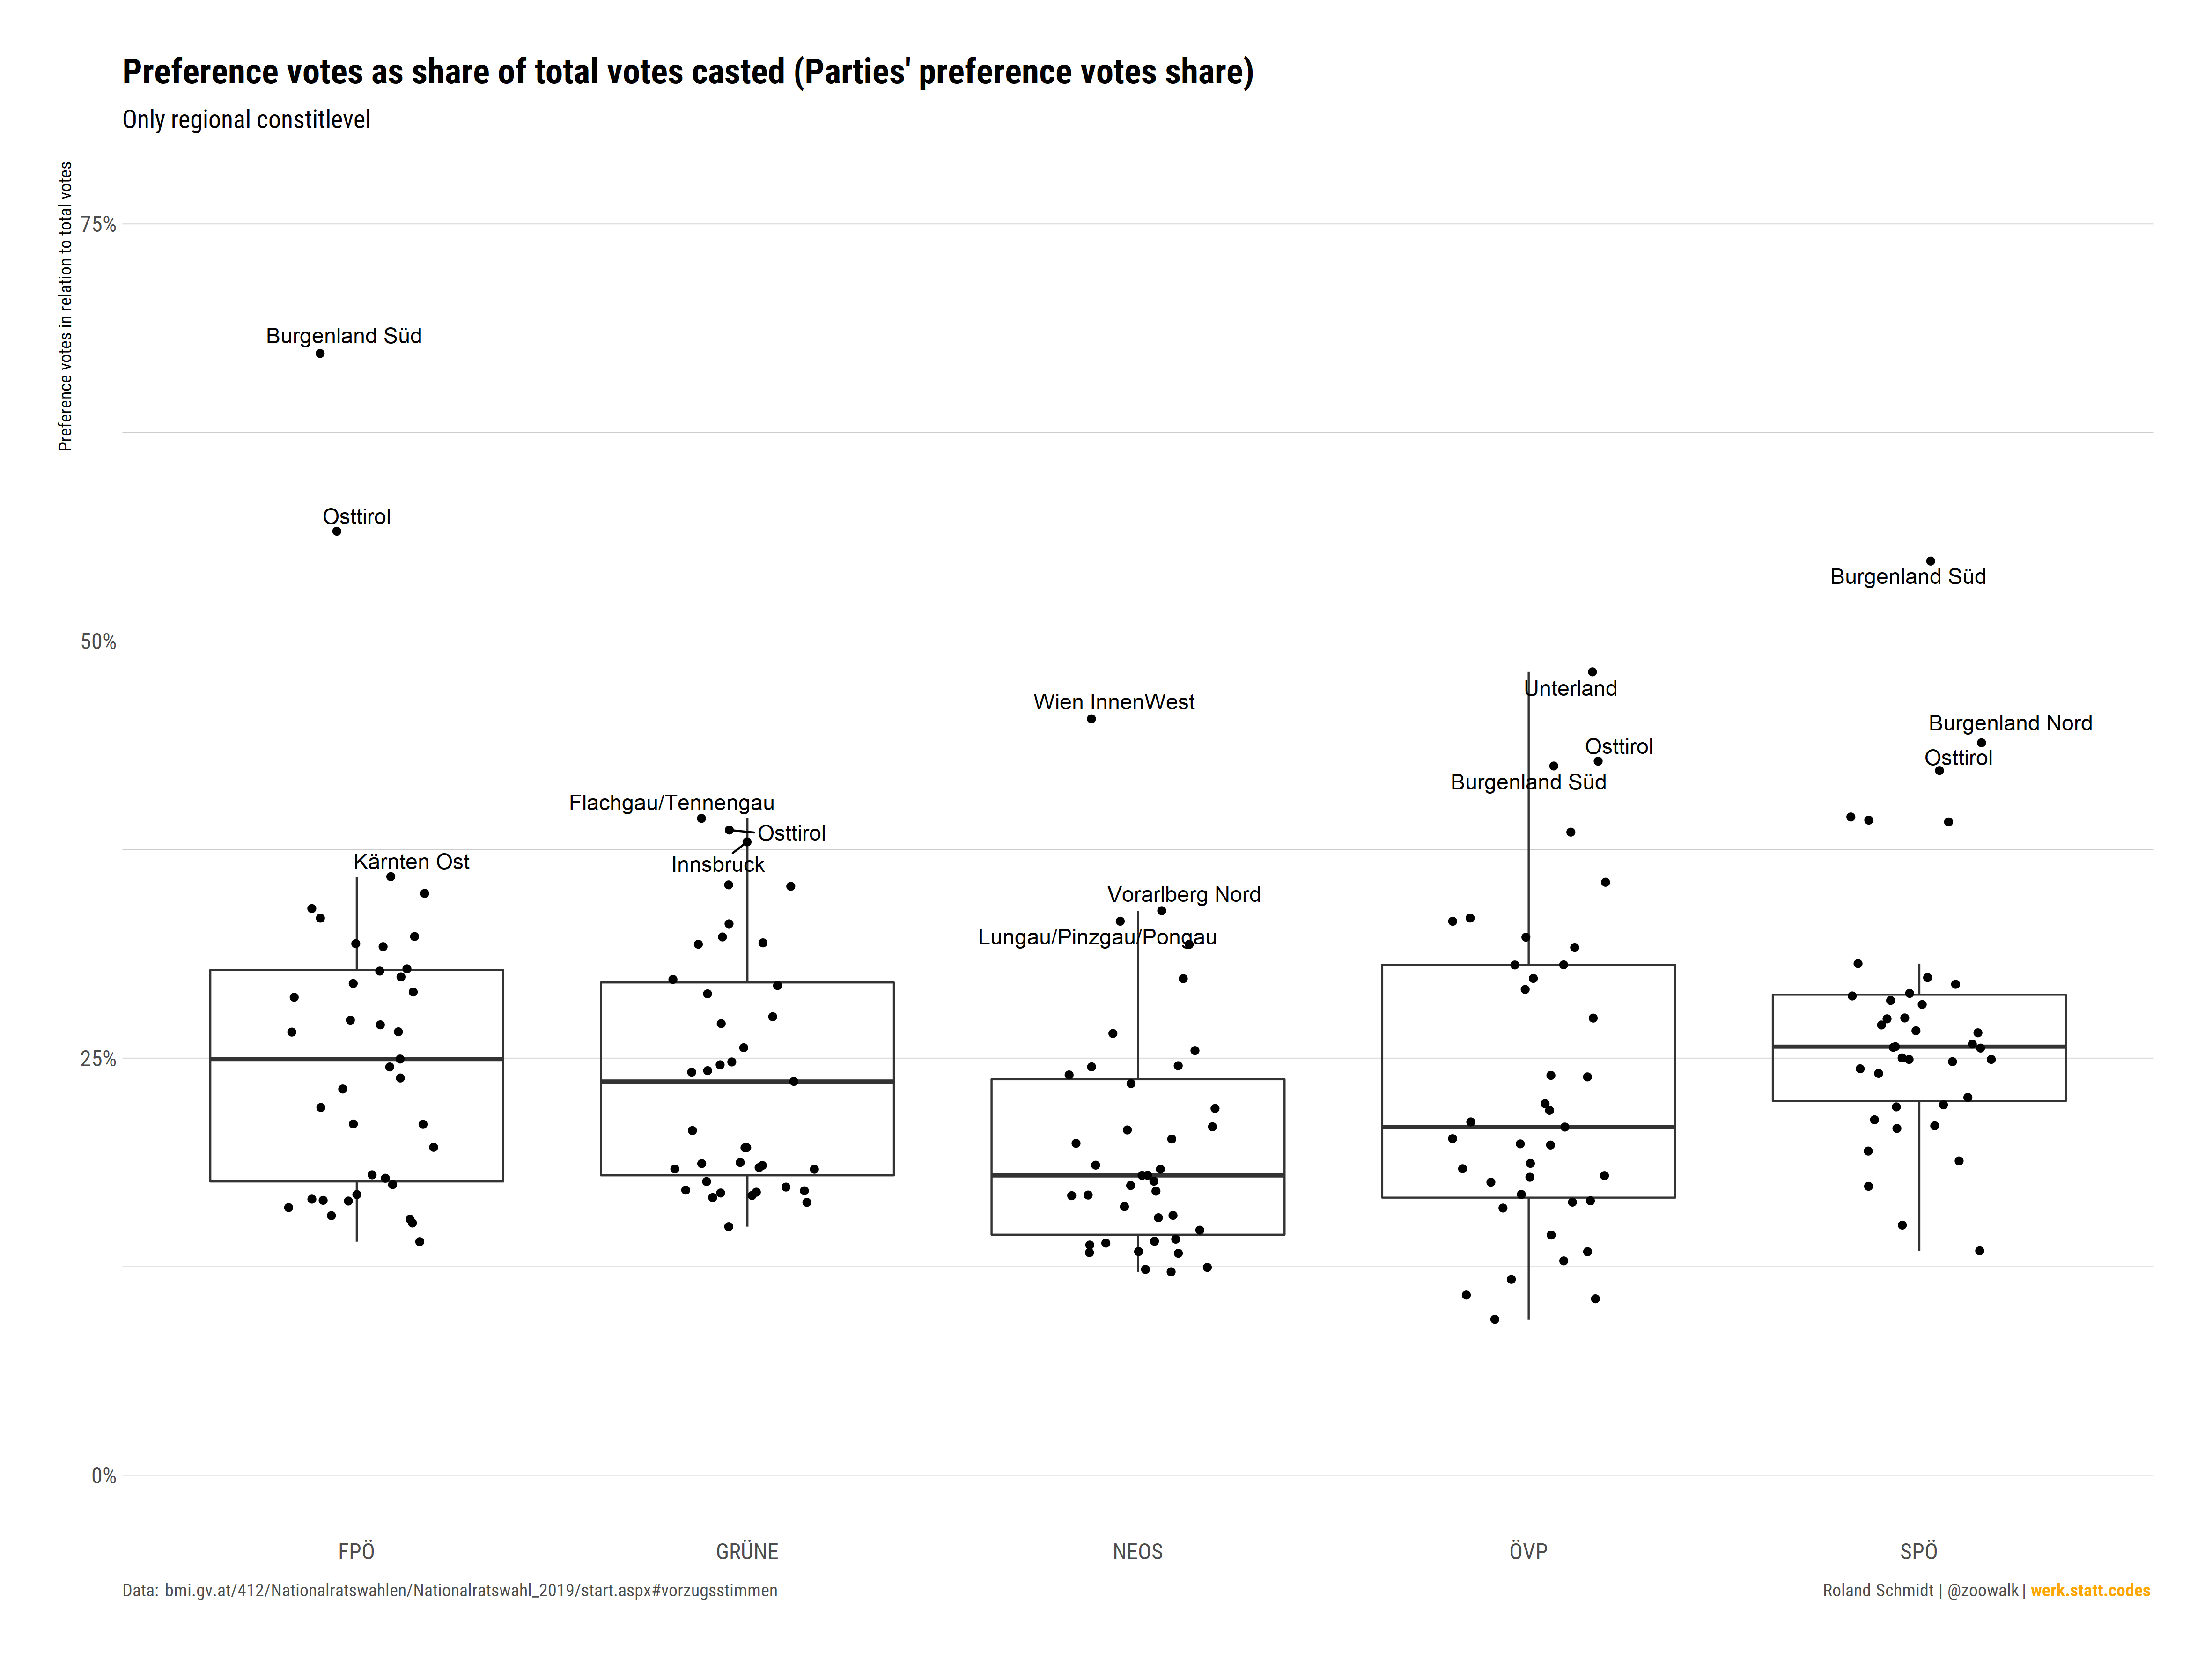 Preference votes as share of total votes casted (Parties' preference votes share)
Only regional constitlevel
Preference votes in relation to total votes
75%
50%
25%
0%
Burgenland Süd
Osttirol
Kärnten Ost
Flachgau/Tennengau
Osttirol
Innsbruck
Wien InnenWest
Vorarlberg Nord
Lungau/Pinzgau/Pongau
Unterland
Osttirol
Burgenland Süd
Burgenland Süd
Burgenland Nord
Osttirol
FPÖ
GRÜNE
NEOS
ÖVP
SPÖ
Data: bmi.gv.at/412/Nationalratswahlen/Nationalratswahl_2019/start.aspx#vorzugsstimmen
Roland Schmidt | @zoowalk | werk.statt.codes